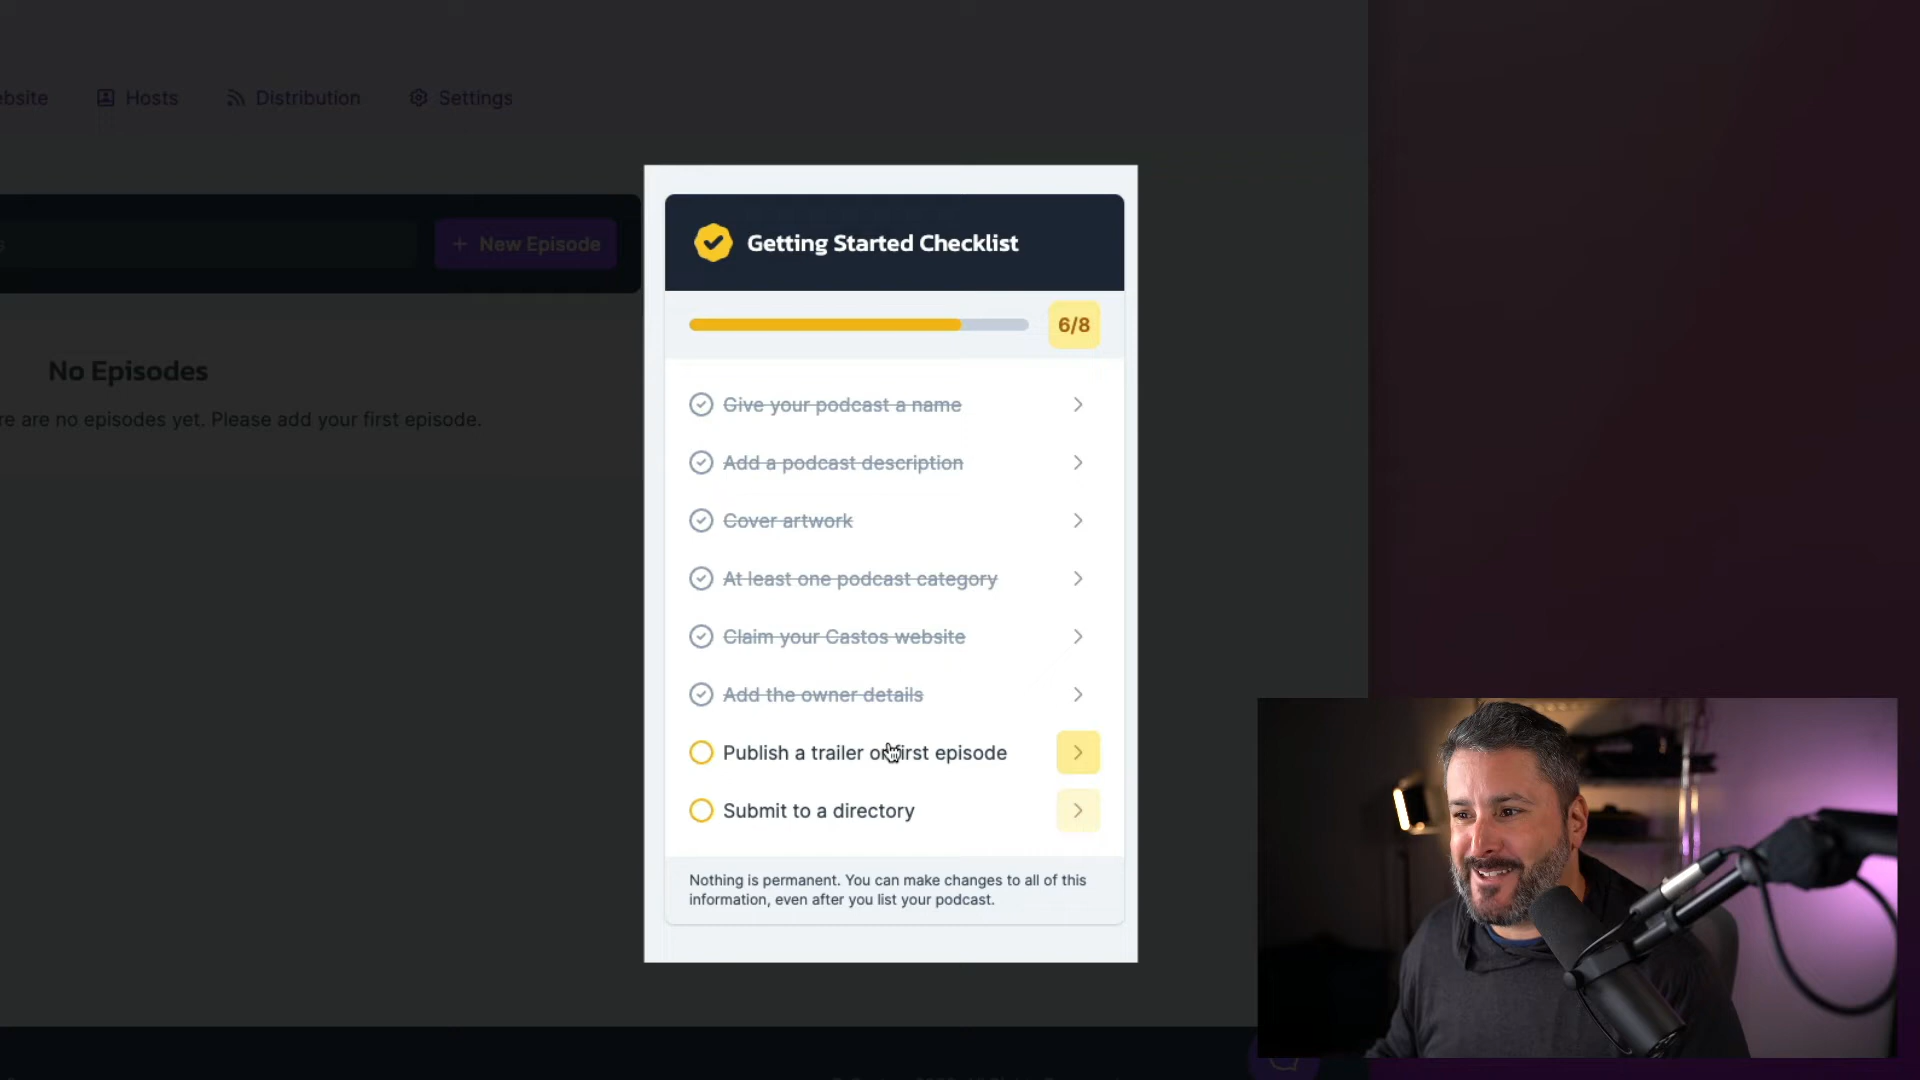 ebsite
Hosts
Distribution
Settings
Getting Started Checklist
+ New Episode
6/8
No Episodes
re are no episodes yet. Please add your first episode.
Give your podcast a name
Add a podcast description
Cover artwork
At least one podcast category
Claim your Castos website
Add the owner details
Publish a trailer or first episode
Submit to a directory
Nothing is permanent. You can make changes to all of this
information, even after you list your podcast.